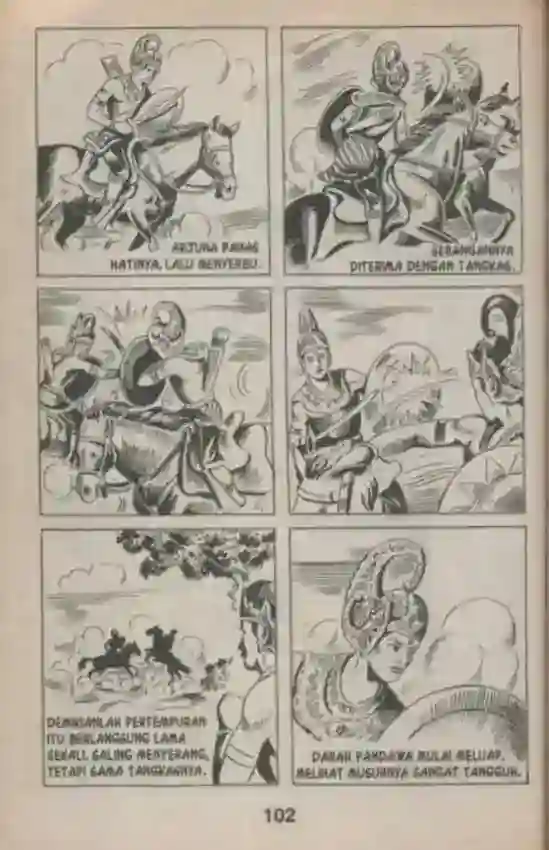 ARJUNA PANAS
HATINYA, LALU MENYERBU.
SERANGANNYA
DITERIMA DENGAN TANGKAS.
DEMIKIANLAH PERTEMPURAN
ITU BERLANGSUNG LAMA
SEKALI. SALING MENYERANG,
TETAPI SAMA TANGKASNYA.
DARAH PANDAWA MULAI MELUAP,
MELIHAT MUSUHNYA SANGAT TANGGUH.
102